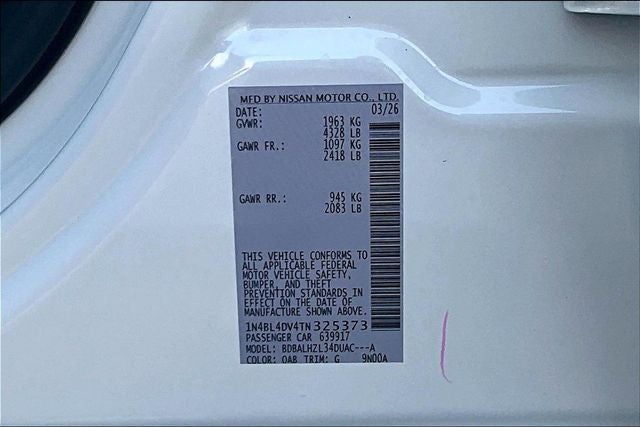 MFD BY NISSAN MOTOR CO., LTD.
DATE: 03/26
GVWR: 1963 KG
4328 LB
GAWR FR.: 1097 KG
2418 LB
GAWR RR.: 945 KG
2083 LB
THIS VEHICLE CONFORMS TO
ALL APPLICABLE FEDERAL
MOTOR VEHICLE SAFETY,
BUMPER, AND THEFT
PREVENTION STANDARDS IN
EFFECT ON THE DATE OF
MANUFACTURE SHOWN ABOVE.
1N4BL4DV4TN325373
PASSENGER CAR 639917
MODEL: BDBALHZL34DUAC---A
COLOR: QAB TRIM: G 9N00A